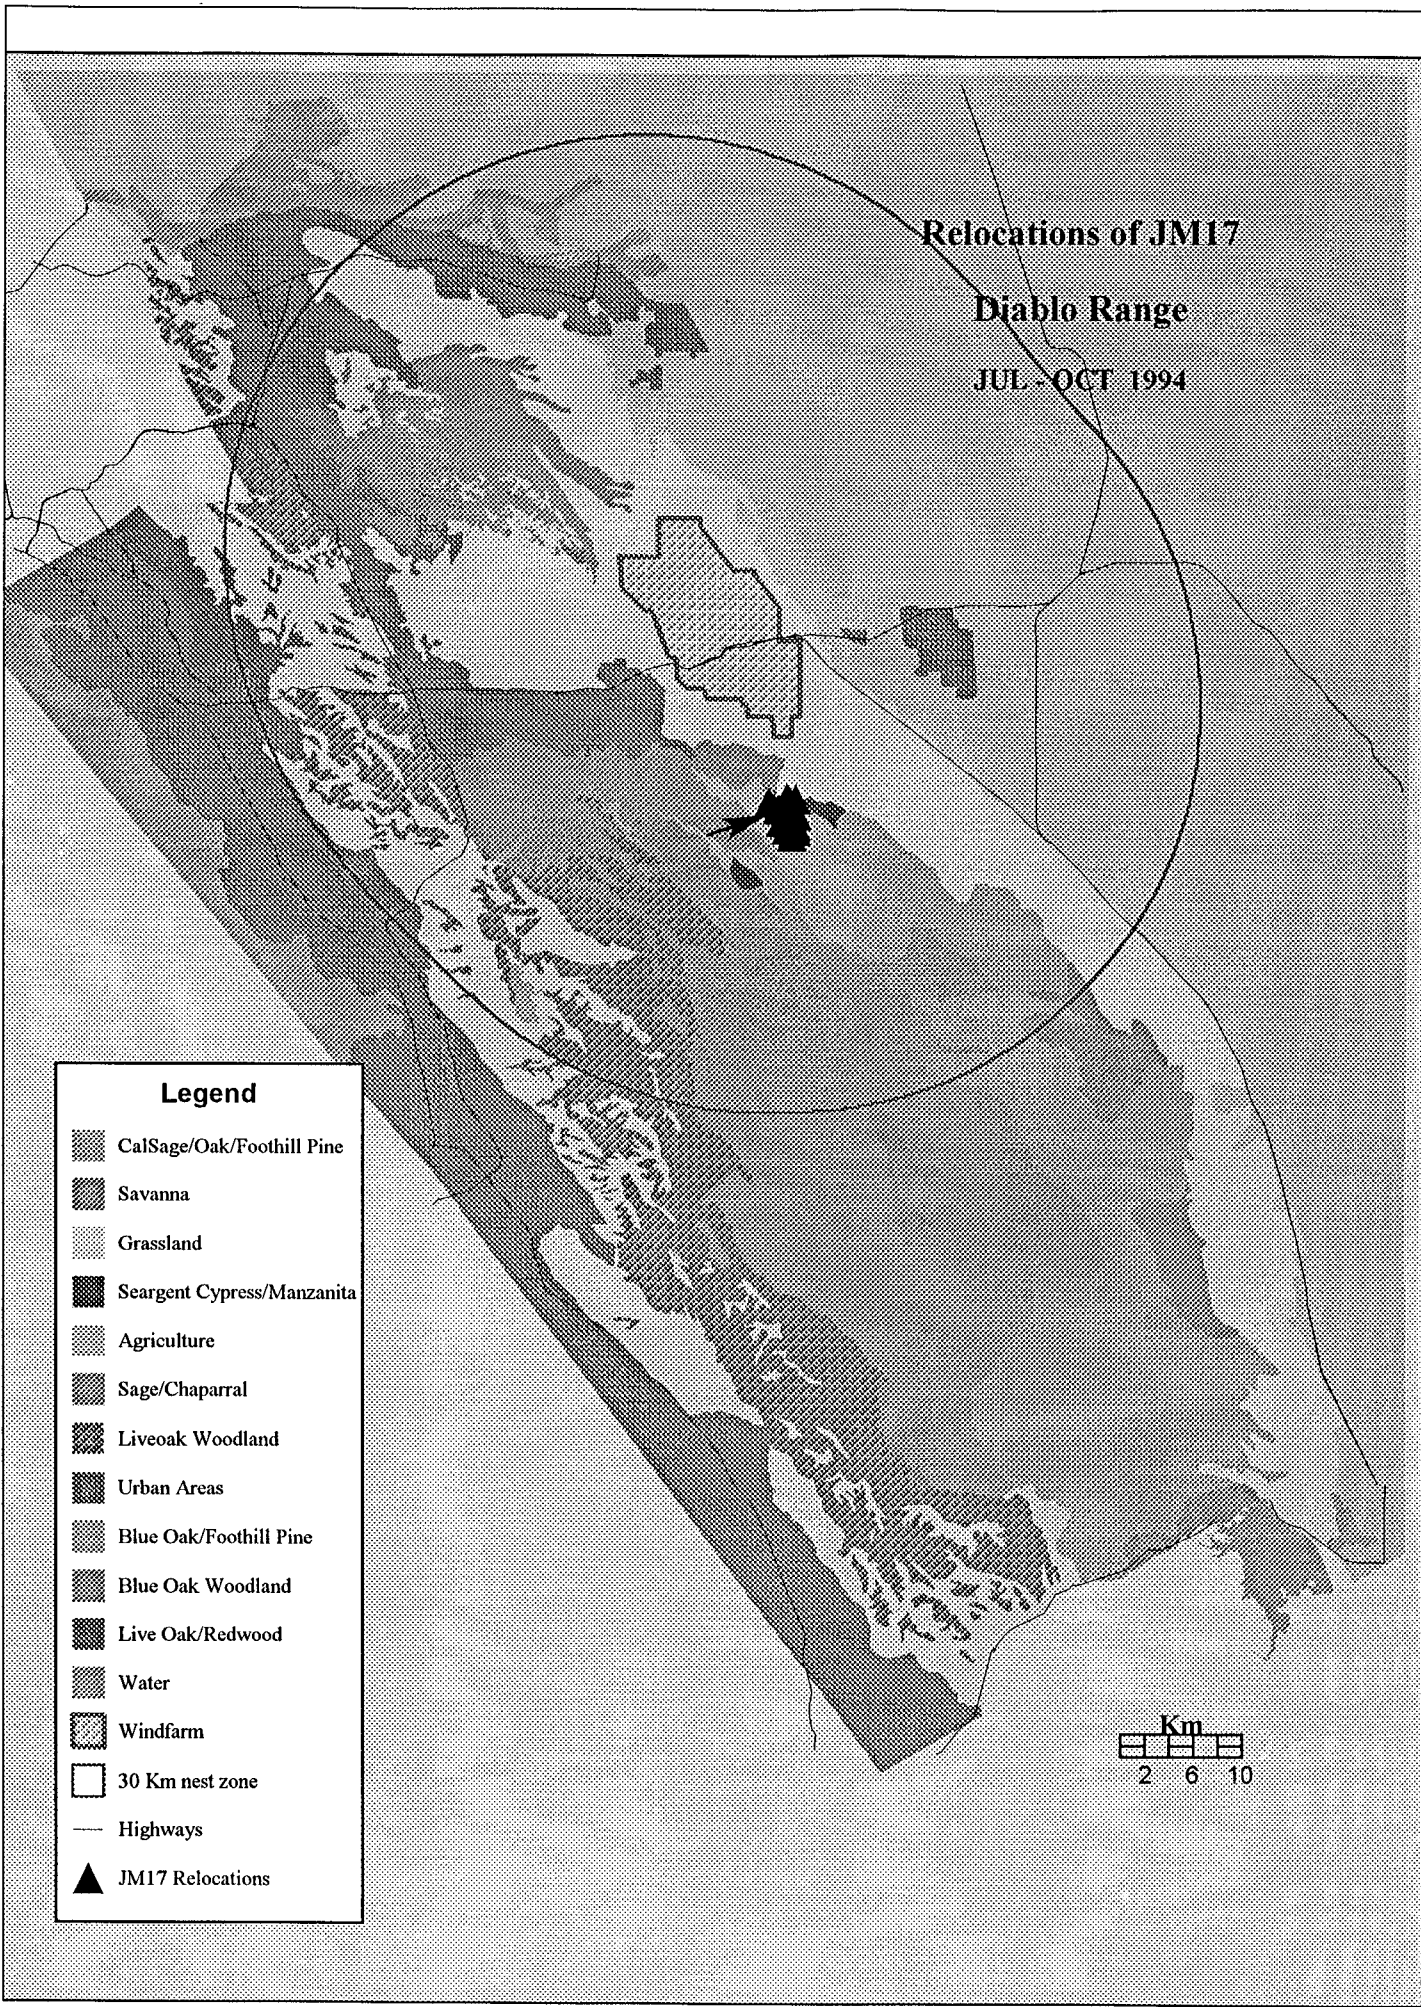 Relocations of JM17
Diablo Range
JUL - OCT 1994
Legend
CalSage/Oak/Foothill Pine
Savanna
Grassland
Seargent Cypress/Manzanita
Agriculture
Sage/Chaparral
Liveoak Woodland
Urban Areas
Blue Oak/Foothill Pine
Blue Oak Woodland
Live Oak/Redwood
Water
Windfarm
30 Km nest zone
Highways
JM17 Relocations
Km
2 6 10